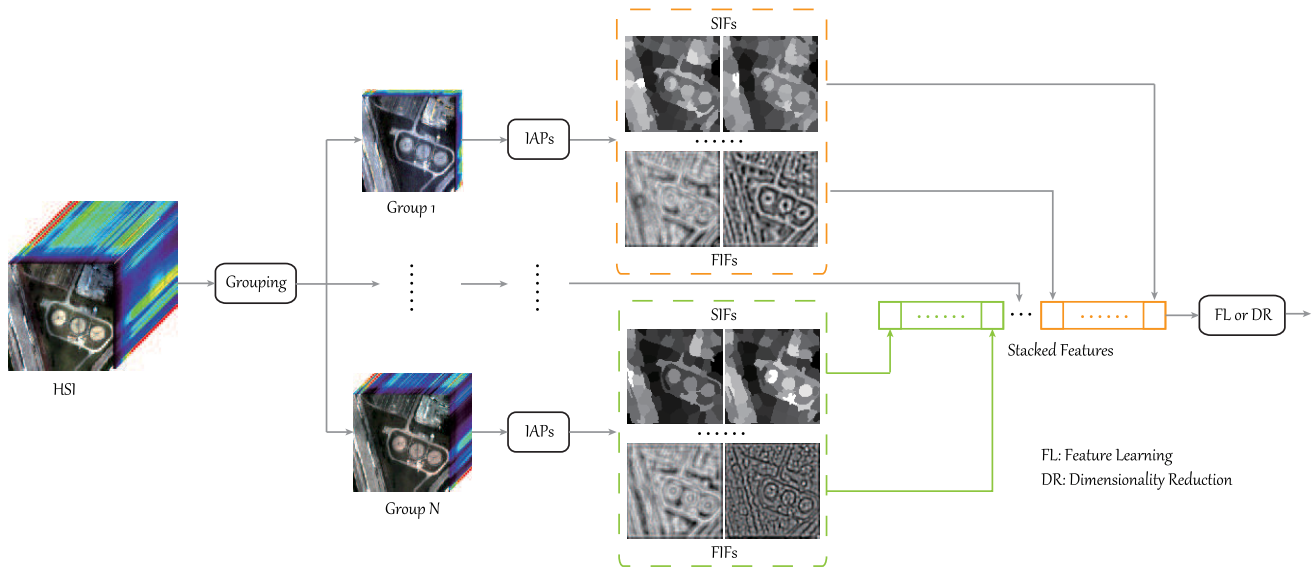 SIFs
IAPs
Group 1
FIFs
HSI
Grouping
SIFs
Stacked Features
FL or DR
IAPs
Group N
FIFs
FL: Feature Learning
DR: Dimensionality Reduction